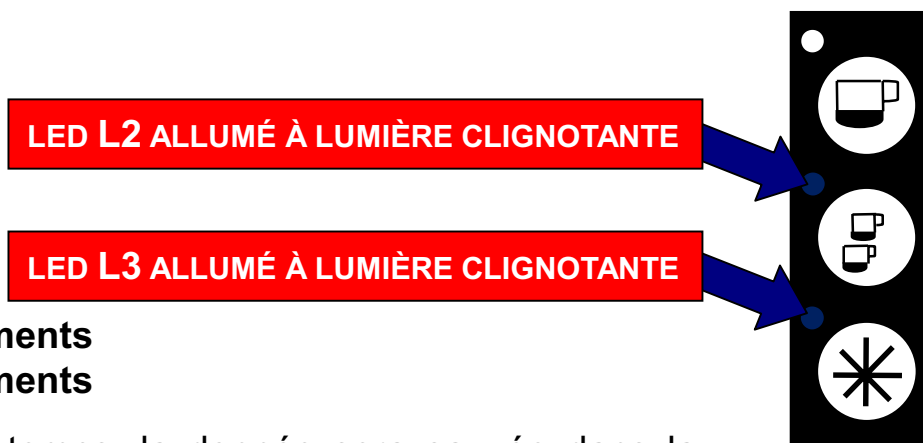 LED L2 ALLUMÉ À LUMIÈRE CLIGNOTANTE
LED L3 ALLUMÉ À LUMIÈRE CLIGNOTANTE
ments
ments